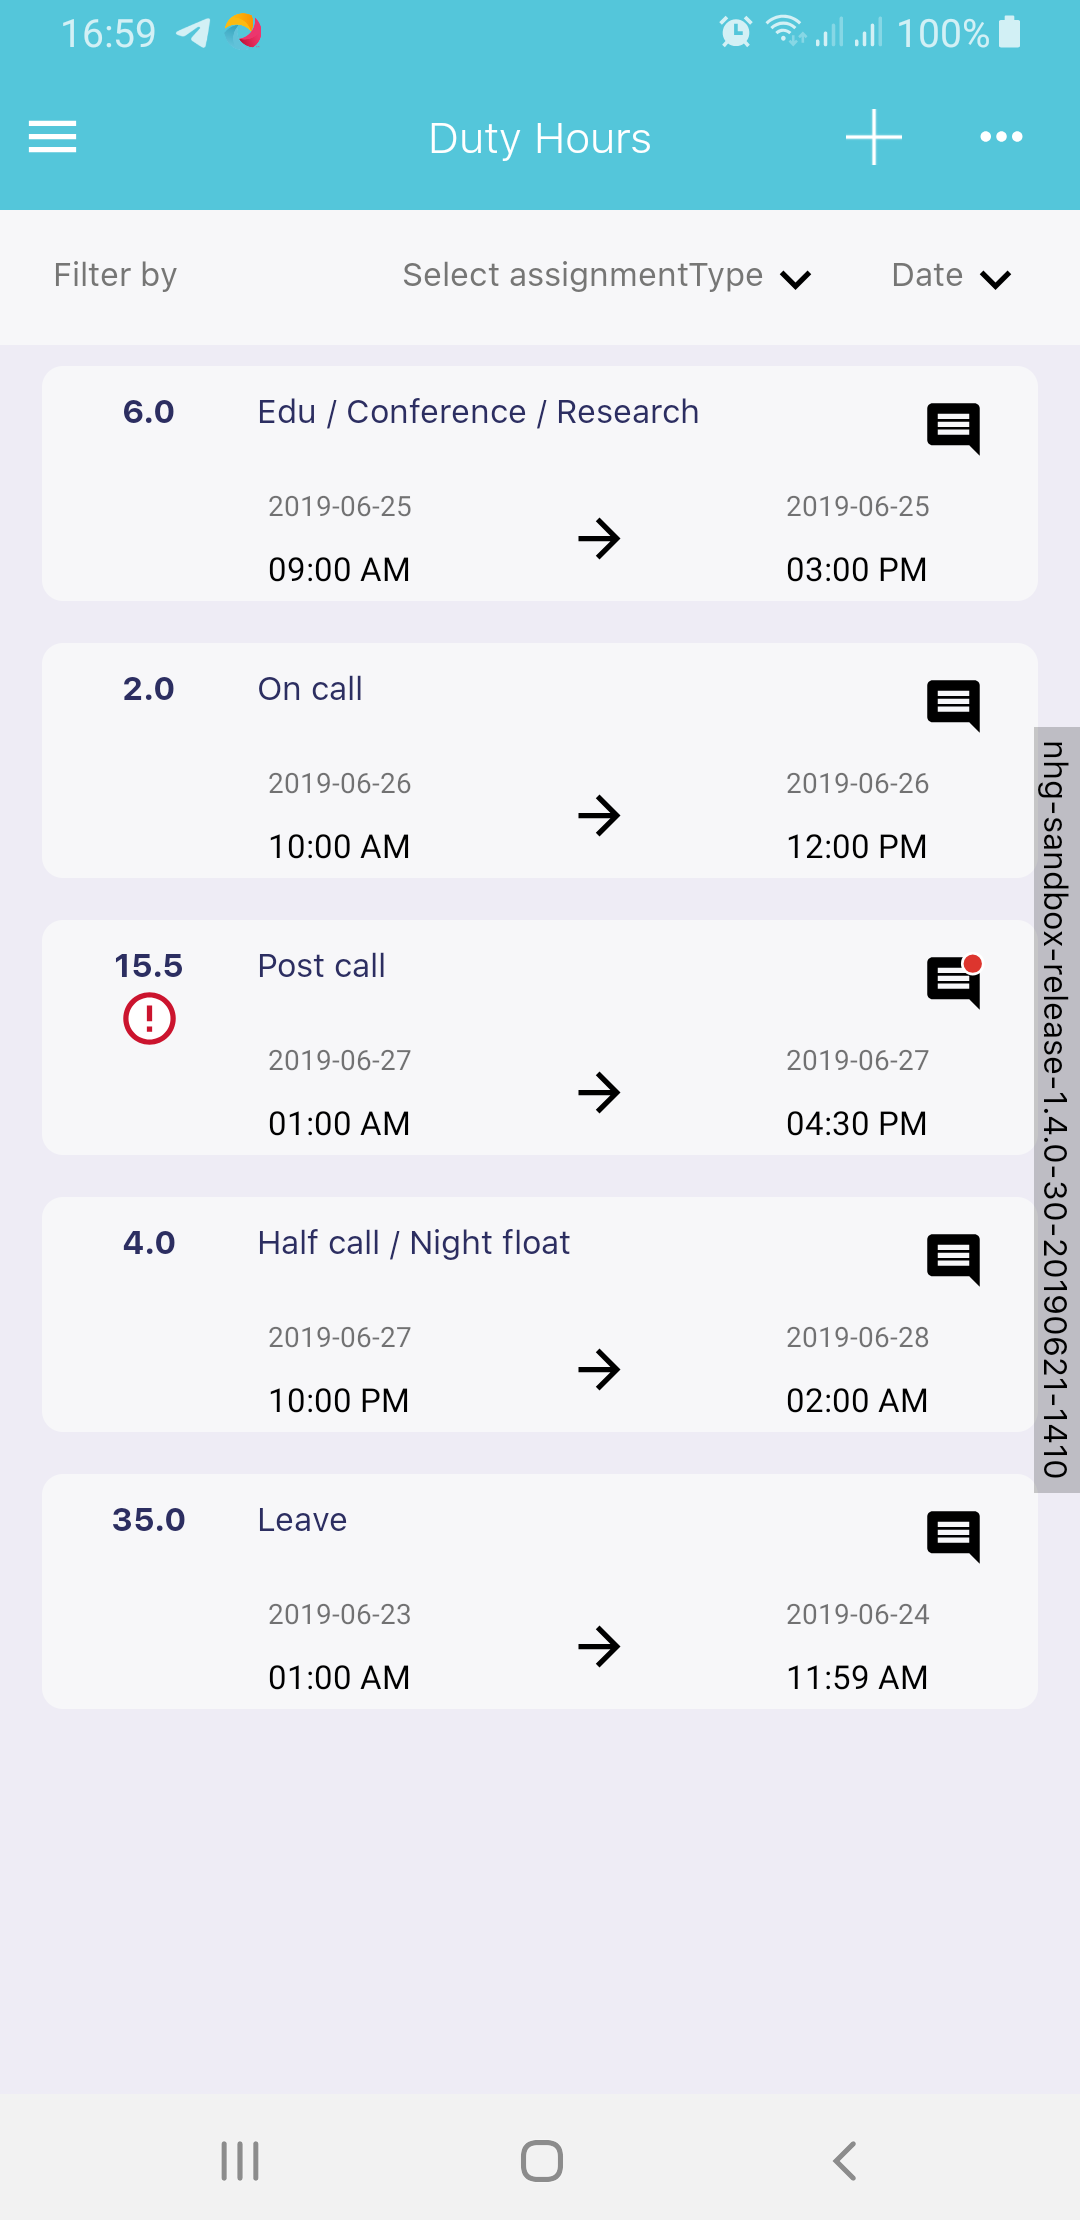 16:59
100%
Duty Hours
Filter by
Select assignmentType
Date
6.0
Edu / Conference / Research
2019-06-25
2019-06-25
09:00 AM
03:00 PM
2.0
On call
2019-06-26
2019-06-26
10:00 AM
12:00 PM
15.5
Post call
2019-06-27
2019-06-27
01:00 AM
04:30 PM
4.0
Half call / Night float
2019-06-27
2019-06-28
10:00 PM
02:00 AM
35.0
Leave
2019-06-23
2019-06-24
01:00 AM
11:59 AM
nhg-sandbox-release-1.4.0-30-20190621-1410